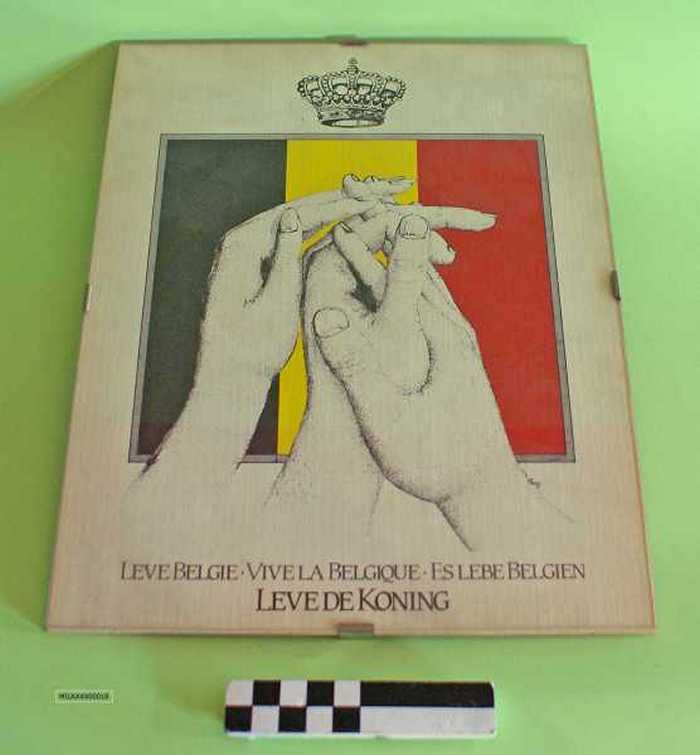 LEVE BELGIE · VIVE LA BELGIQUE · ES LEBE BELGIEN
LEVE DE KONING